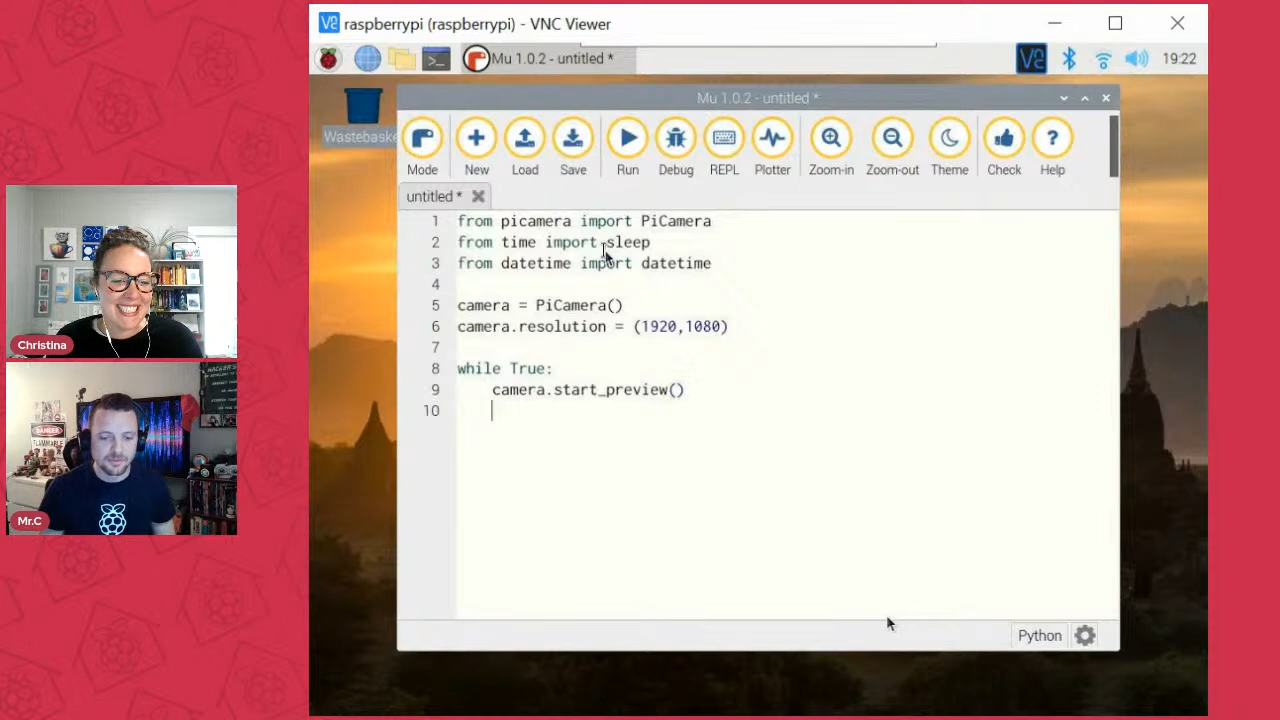 raspberrypi (raspberrypi) - VNC Viewer
Mu 1.0.2 - untitled *
19:22
Mu 1.0.2 - untitled *
Wastebaske
Mode
New
Load
Save
Run
Debug
REPL
Plotter
Zoom-in
Zoom-out
Theme
Check
Help
untitled *
1 from picamera import PiCamera
2 from time import sleep
3 from datetime import datetime
4
5 camera = PiCamera()
6 camera.resolution = (1920,1080)
7
8 while True:
9 camera.start_preview()
10
Python
Christina
DANGER
FLAMMABLE
Mr.C